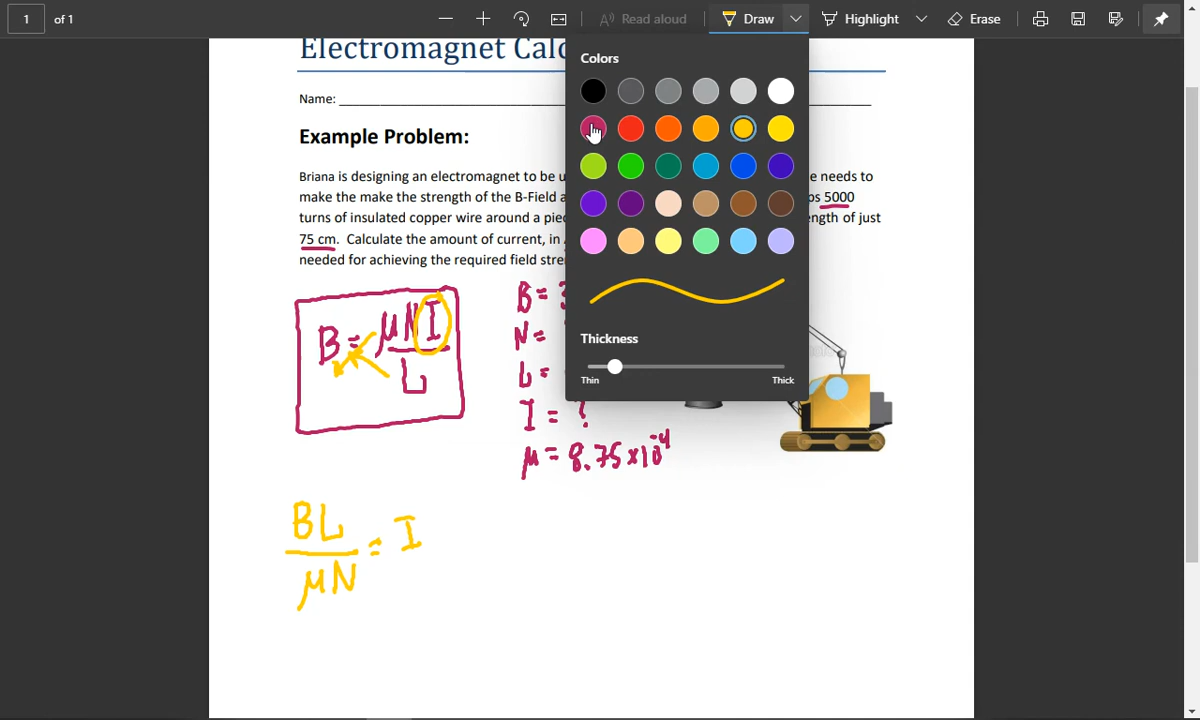 1 of 1 Read aloud Draw Highlight Erase
Electromagnet Calc
Colors
Name:
Example Problem:
Briana is designing an electromagnet to be u e needs to
make the make the strength of the B-Field a ps 5000
turns of insulated copper wire around a pie ngth of just
75 cm. Calculate the amount of current, in
needed for achieving the required field stre
B = 3
B = μNI
L
N =
L =
I = ?
μ = 8.75 x 10⁻⁴
Thickness
Thin Thick
BL
μN = I